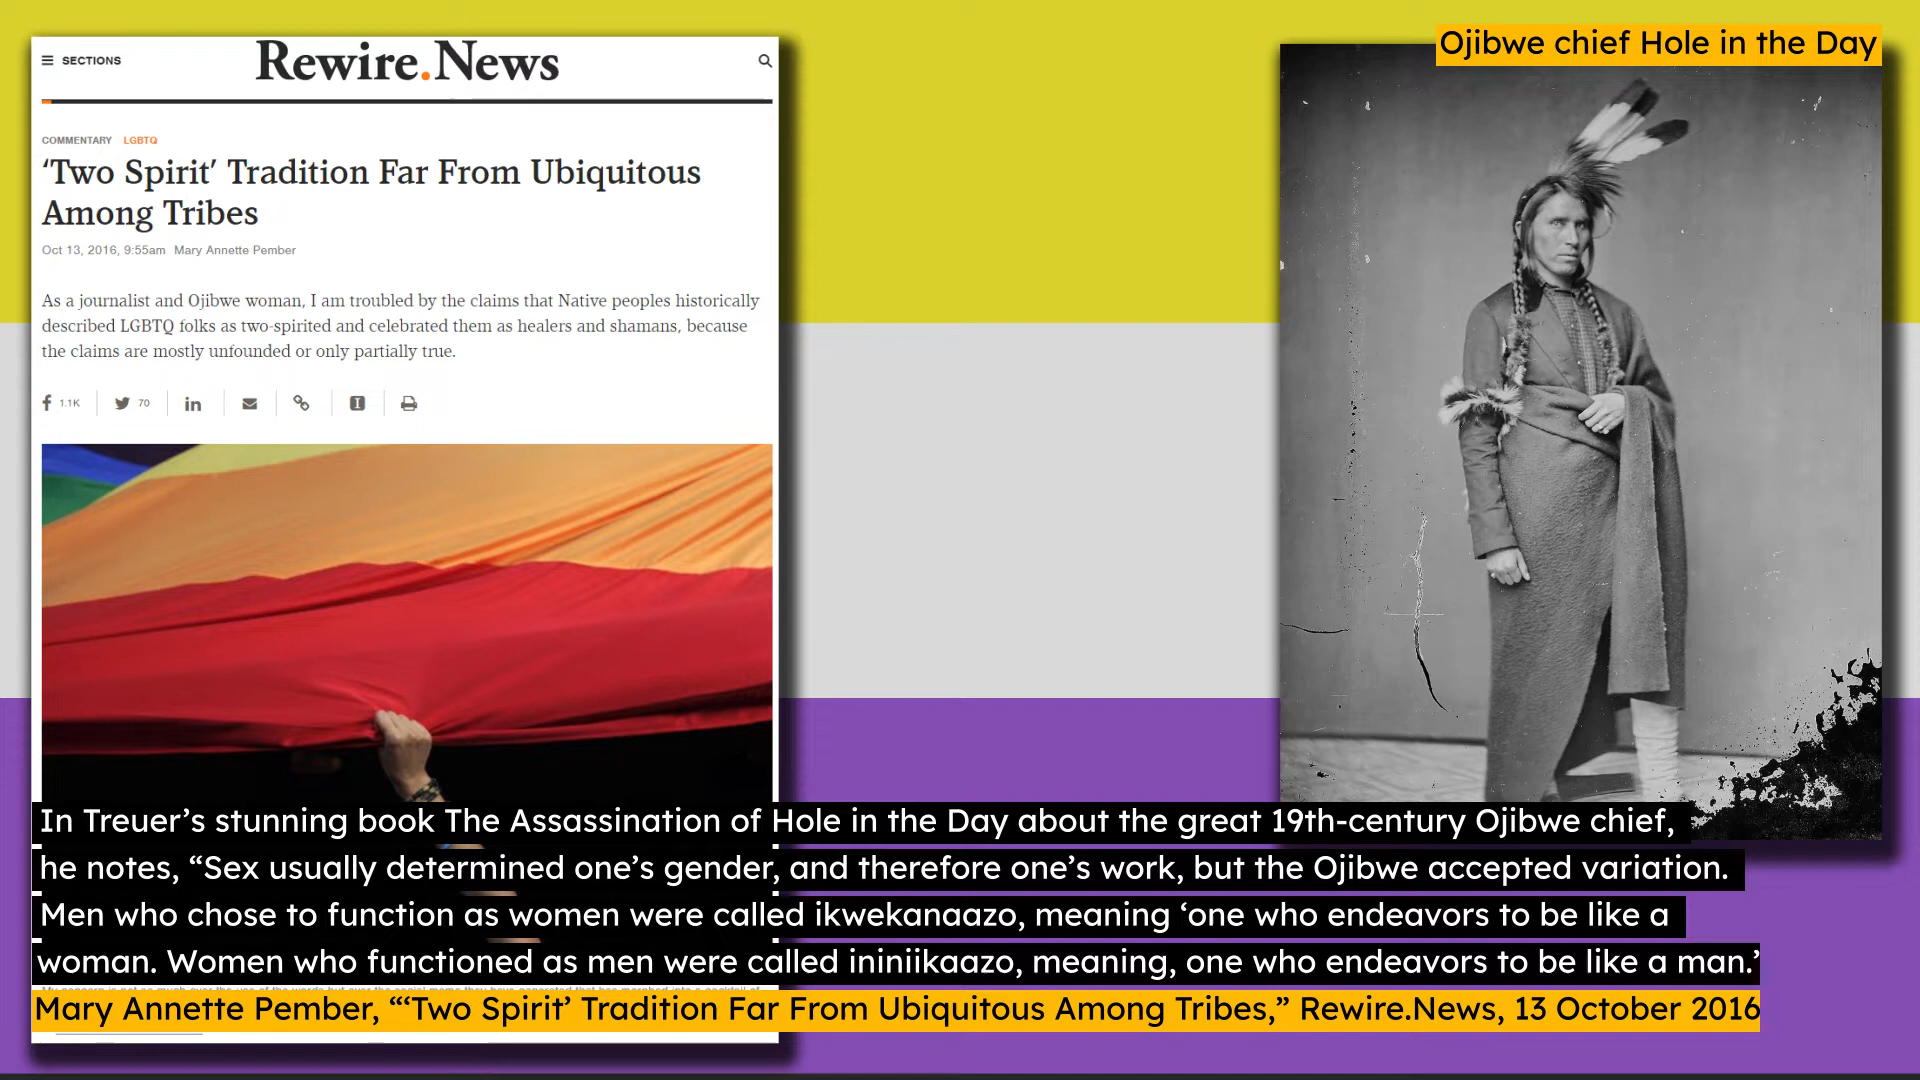 SECTIONS
Rewire.News
COMMENTARY LGBTQ
‘Two Spirit’ Tradition Far From Ubiquitous
Among Tribes
Oct 13, 2016, 9:55am Mary Annette Pember
As a journalist and Ojibwe woman, I am troubled by the claims that Native peoples historically
described LGBTQ folks as two-spirited and celebrated them as healers and shamans, because
the claims are mostly unfounded or only partially true.
1.1K 70
Ojibwe chief Hole in the Day
In Treuer’s stunning book The Assassination of Hole in the Day about the great 19th-century Ojibwe chief,
he notes, “Sex usually determined one’s gender, and therefore one’s work, but the Ojibwe accepted variation.
Men who chose to function as women were called ikwekanaazo, meaning ‘one who endeavors to be like a
woman. Women who functioned as men were called ininiikaazo, meaning, one who endeavors to be like a man.’
Mary Annette Pember, “‘Two Spirit’ Tradition Far From Ubiquitous Among Tribes,” Rewire.News, 13 October 2016